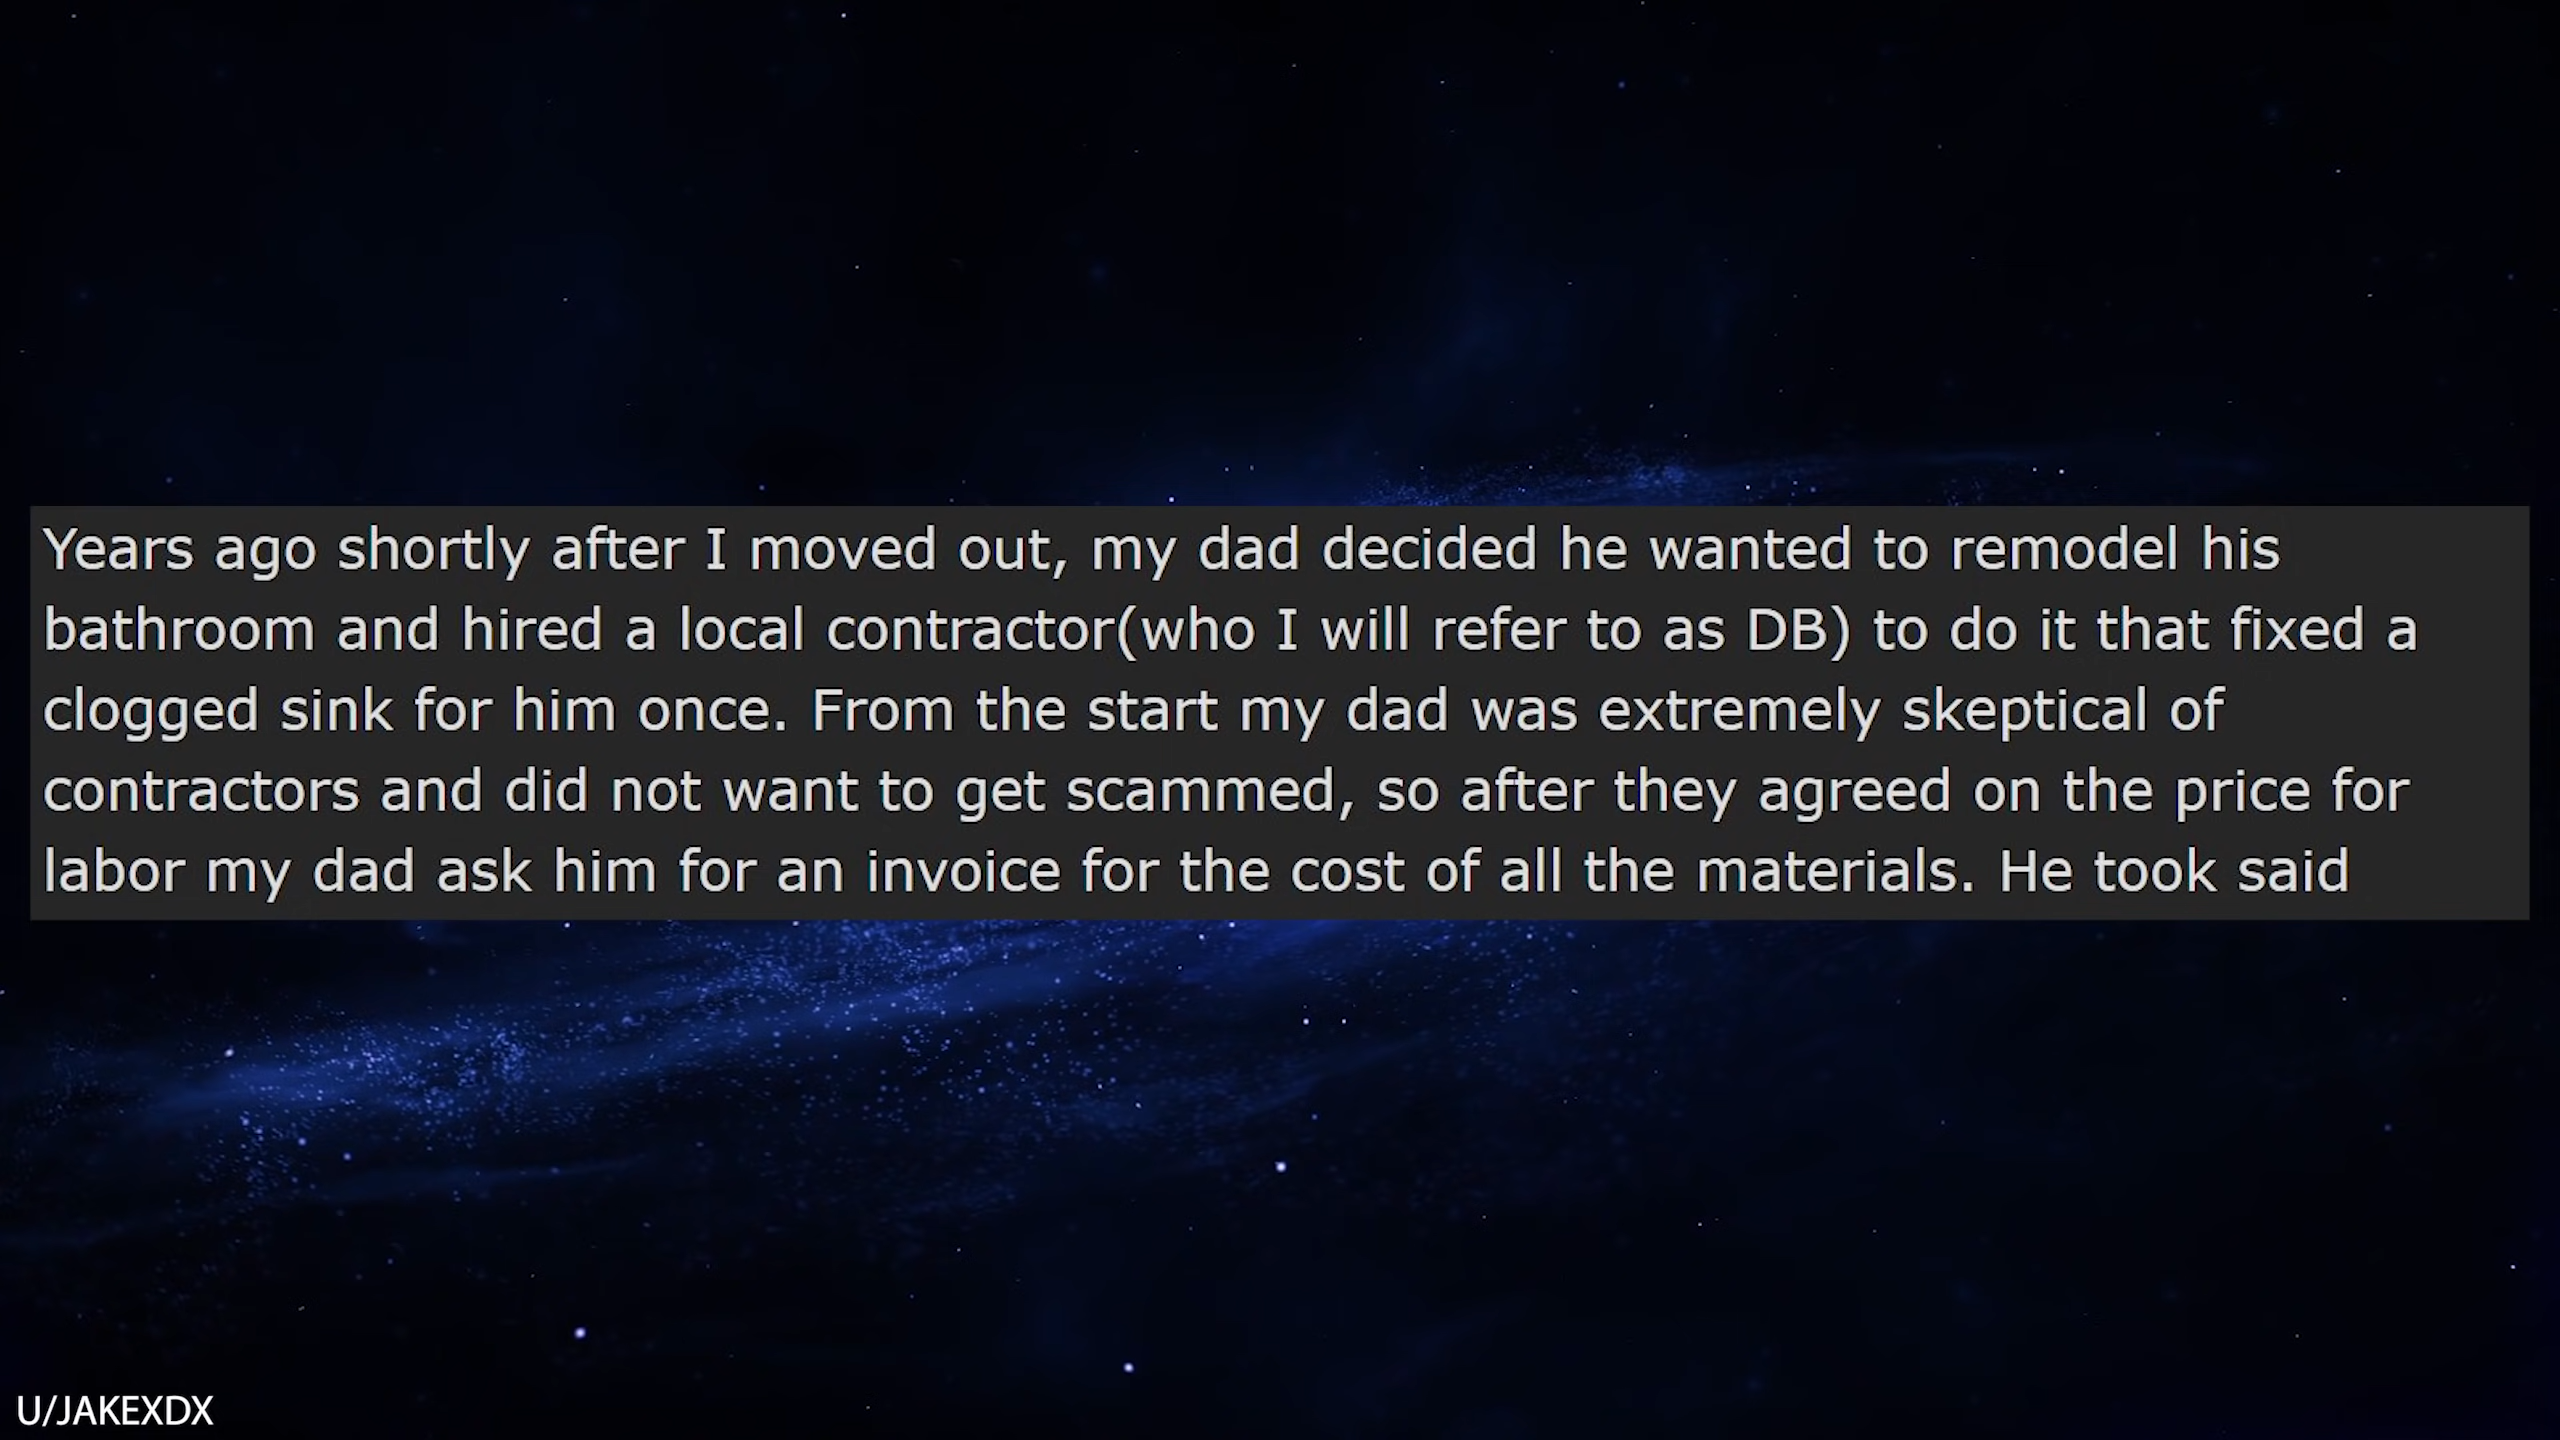 Years ago shortly after I moved out, my dad decided he wanted to remodel his
bathroom and hired a local contractor(who I will refer to as DB) to do it that fixed a
clogged sink for him once. From the start my dad was extremely skeptical of
contractors and did not want to get scammed, so after they agreed on the price for
labor my dad ask him for an invoice for the cost of all the materials. He took said
U/JAKEXDX